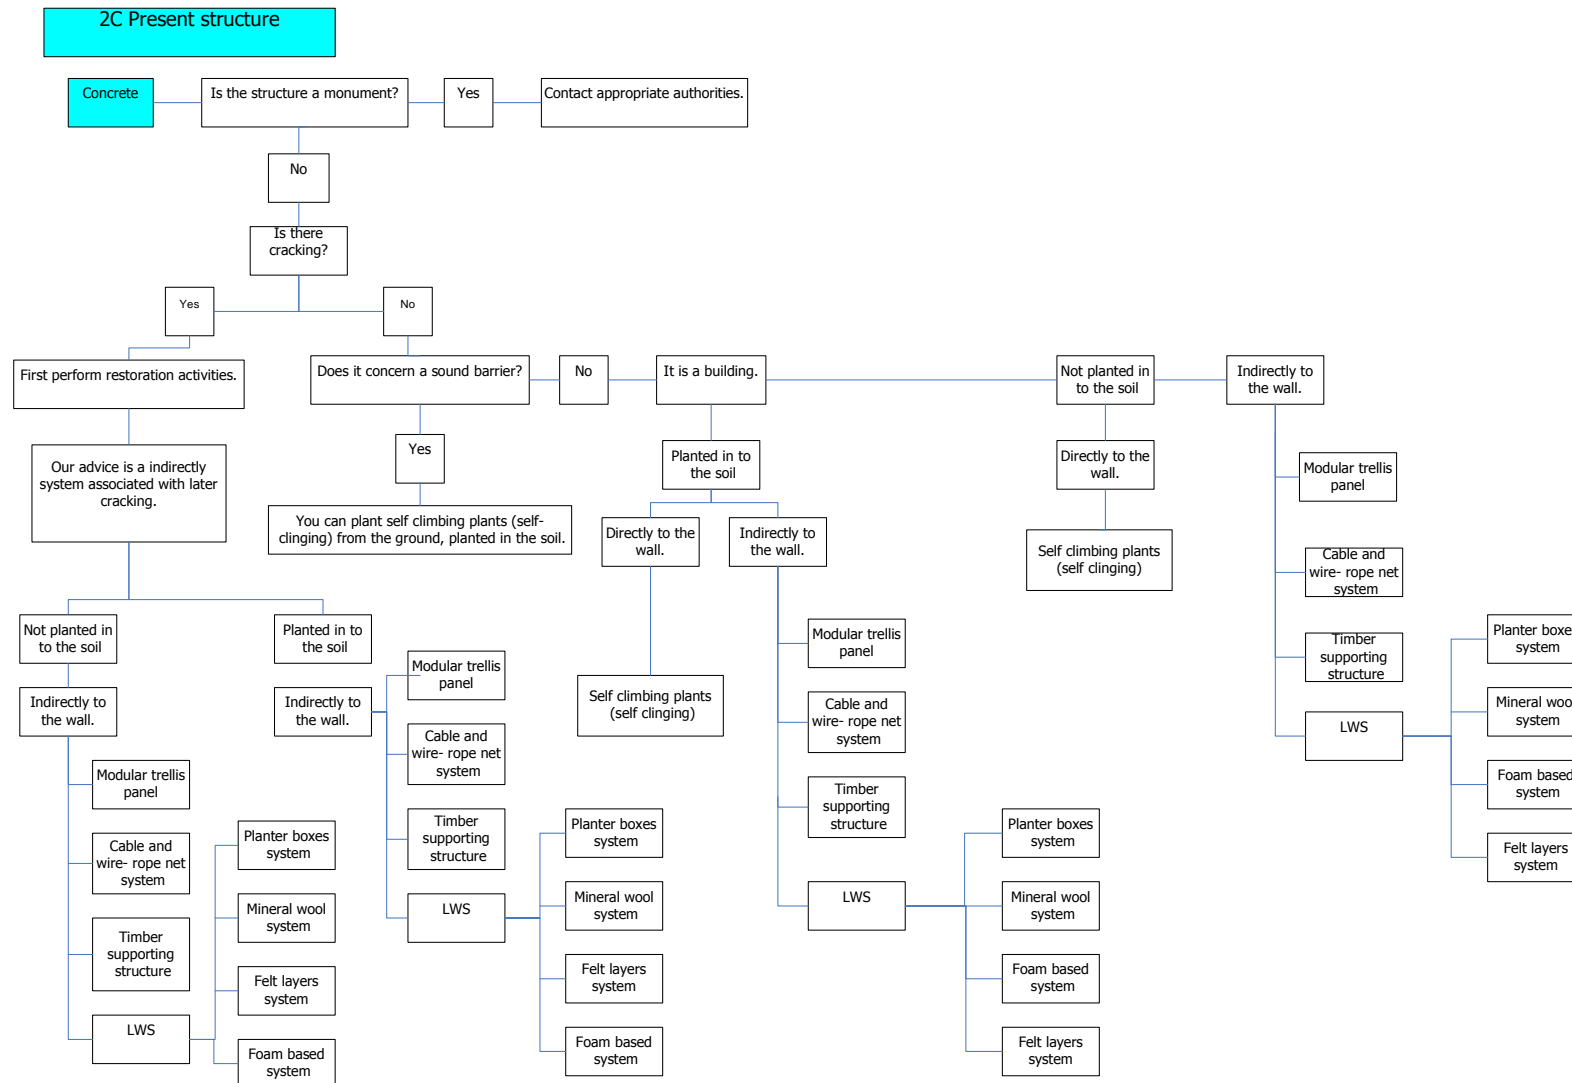 2C Present structure
Concrete
Is the structure a monument?
Yes
Contact appropriate authorities.
No
Is there
cracking?
Yes
No
First perform restoration activities.
Does it concern a sound barrier?
No
It is a building.
Not planted in
to the soil
Indirectly to
the wall.
Our advice is a indirectly
system associated with later
cracking.
Yes
Planted in to
the soil
Directly to the
wall.
Modular trellis
panel
You can plant self climbing plants (self-
clinging) from the ground, planted in the soil.
Directly to the
wall.
Indirectly to
the wall.
Self climbing plants
(self clinging)
Cable and
wire- rope net
system
Not planted in
to the soil
Planted in to
the soil
Modular trellis
panel
Timber
supporting
structure
Planter boxes
system
Modular trellis
panel
Indirectly to
the wall.
Indirectly to
the wall.
Self climbing plants
(self clinging)
Cable and
wire- rope net
system
LWS
Mineral wool
system
Cable and
wire- rope net
system
Modular trellis
panel
Timber
supporting
structure
Foam based
system
Cable and
wire- rope net
system
Planter boxes
system
Timber
supporting
structure
Planter boxes
system
Planter boxes
system
Felt layers
system
Timber
supporting
structure
Mineral wool
system
LWS
Mineral wool
system
LWS
Mineral wool
system
Felt layers
system
Felt layers
system
Foam based
system
LWS
Foam based
system
Foam based
system
Felt layers
system